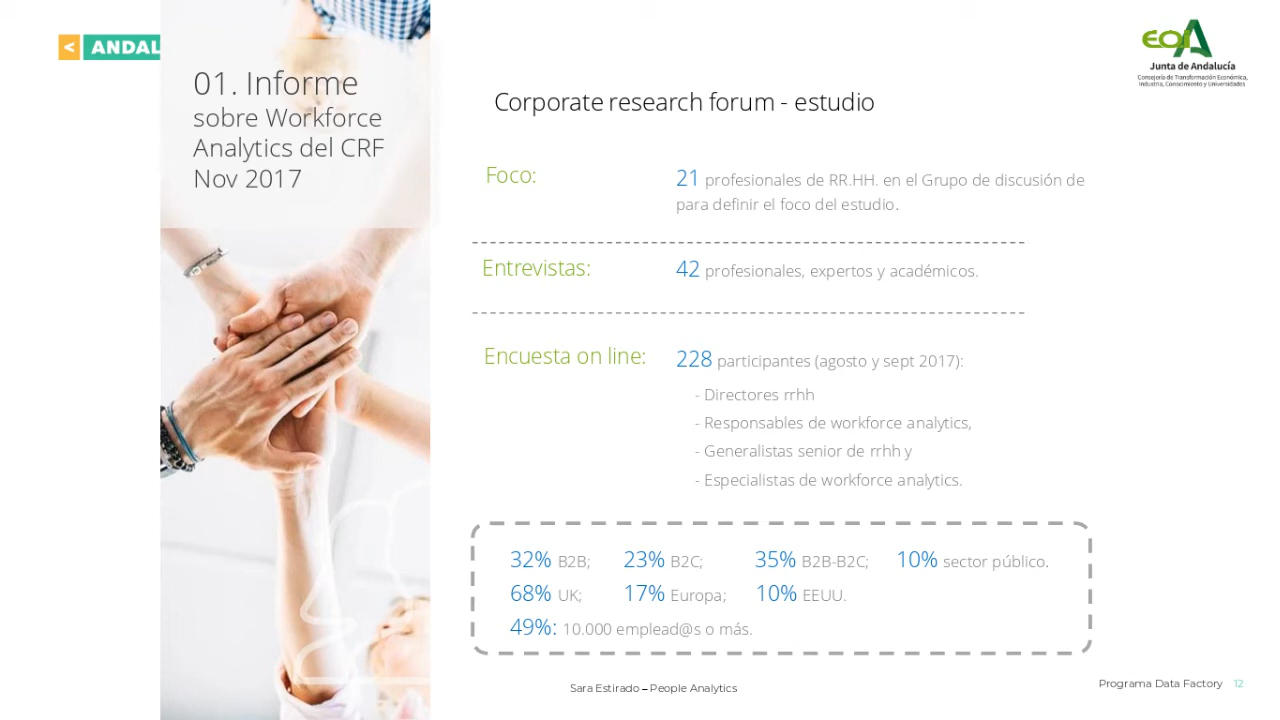 < ANDAL
01. Informe
sobre Workforce
Analytics del CRF
Nov 2017
EOI
Junta de Andalucía
Consejería de Transformación Económica,
Industria, Conocimiento y Universidades
Corporate research forum - estudio
Foco:
21 profesionales de RR.HH. en el Grupo de discusión de
para definir el foco del estudio.
Entrevistas:
42 profesionales, expertos y académicos.
Encuesta on line:
228 participantes (agosto y sept 2017):
- Directores rrhh
- Responsables de workforce analytics,
- Generalistas senior de rrhh y
- Especialistas de workforce analytics.
32% B2B; 23% B2C; 35% B2B-B2C; 10% sector público.
68% UK; 17% Europa; 10% EEUU.
49%: 10.000 emplead@s o más.
Sara Estirado – People Analytics
Programa Data Factory 12